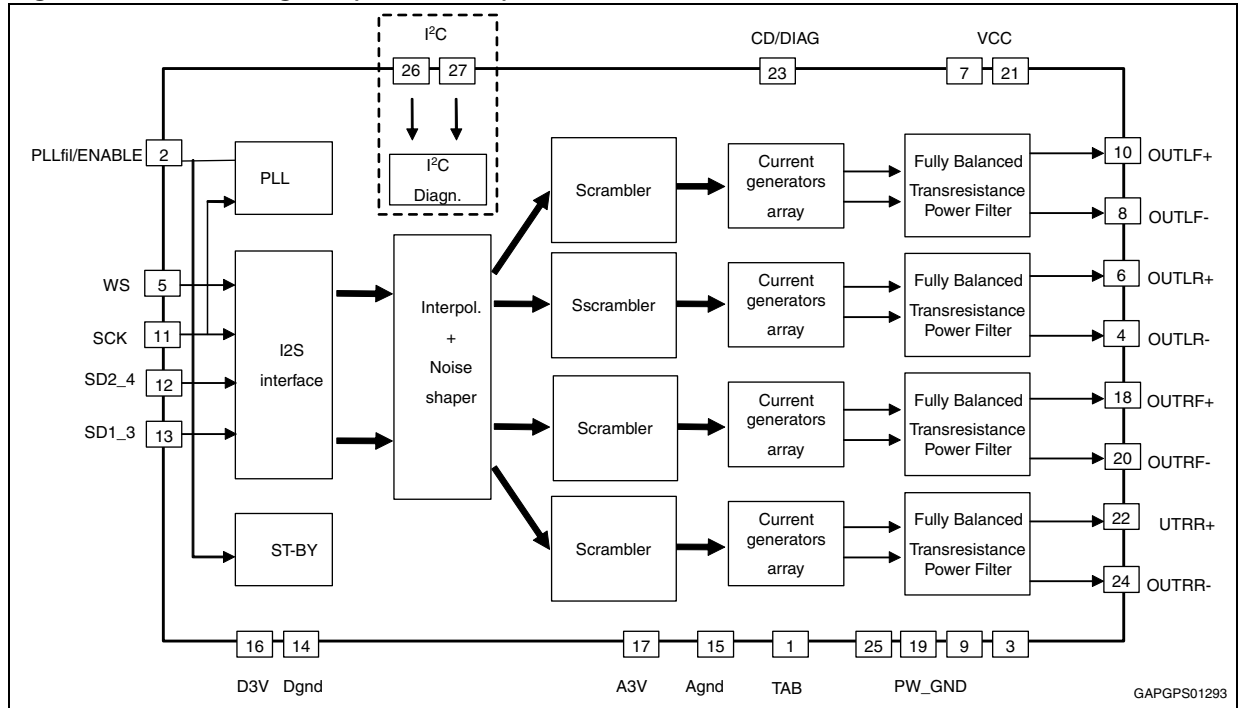 I²C
CD/DIAG
VCC
26
27
23
7
21
PLLfil/ENABLE
2
PLL
I²C
Diagn.
WS
5
SCK
11
SD2_4
12
SD1_3
13
I2S
interface
ST-BY
Interpol.
+
Noise
shaper
Scrambler
Current
generators
array
Fully Balanced
Transresistance
Power Filter
10
OUTLF+
8
OUTLF-
Sscrambler
Current
generators
array
Fully Balanced
Transresistance
Power Filter
6
OUTLR+
4
OUTLR-
Scrambler
Current
generators
array
Fully Balanced
Transresistance
Power Filter
18
OUTRF+
20
OUTRF-
Scrambler
Current
generators
array
Fully Balanced
Transresistance
Power Filter
22
UTRR+
24
OUTRR-
16
14
17
15
1
25
19
9
3
D3V
Dgnd
A3V
Agnd
TAB
PW_GND
GAPGPS01293